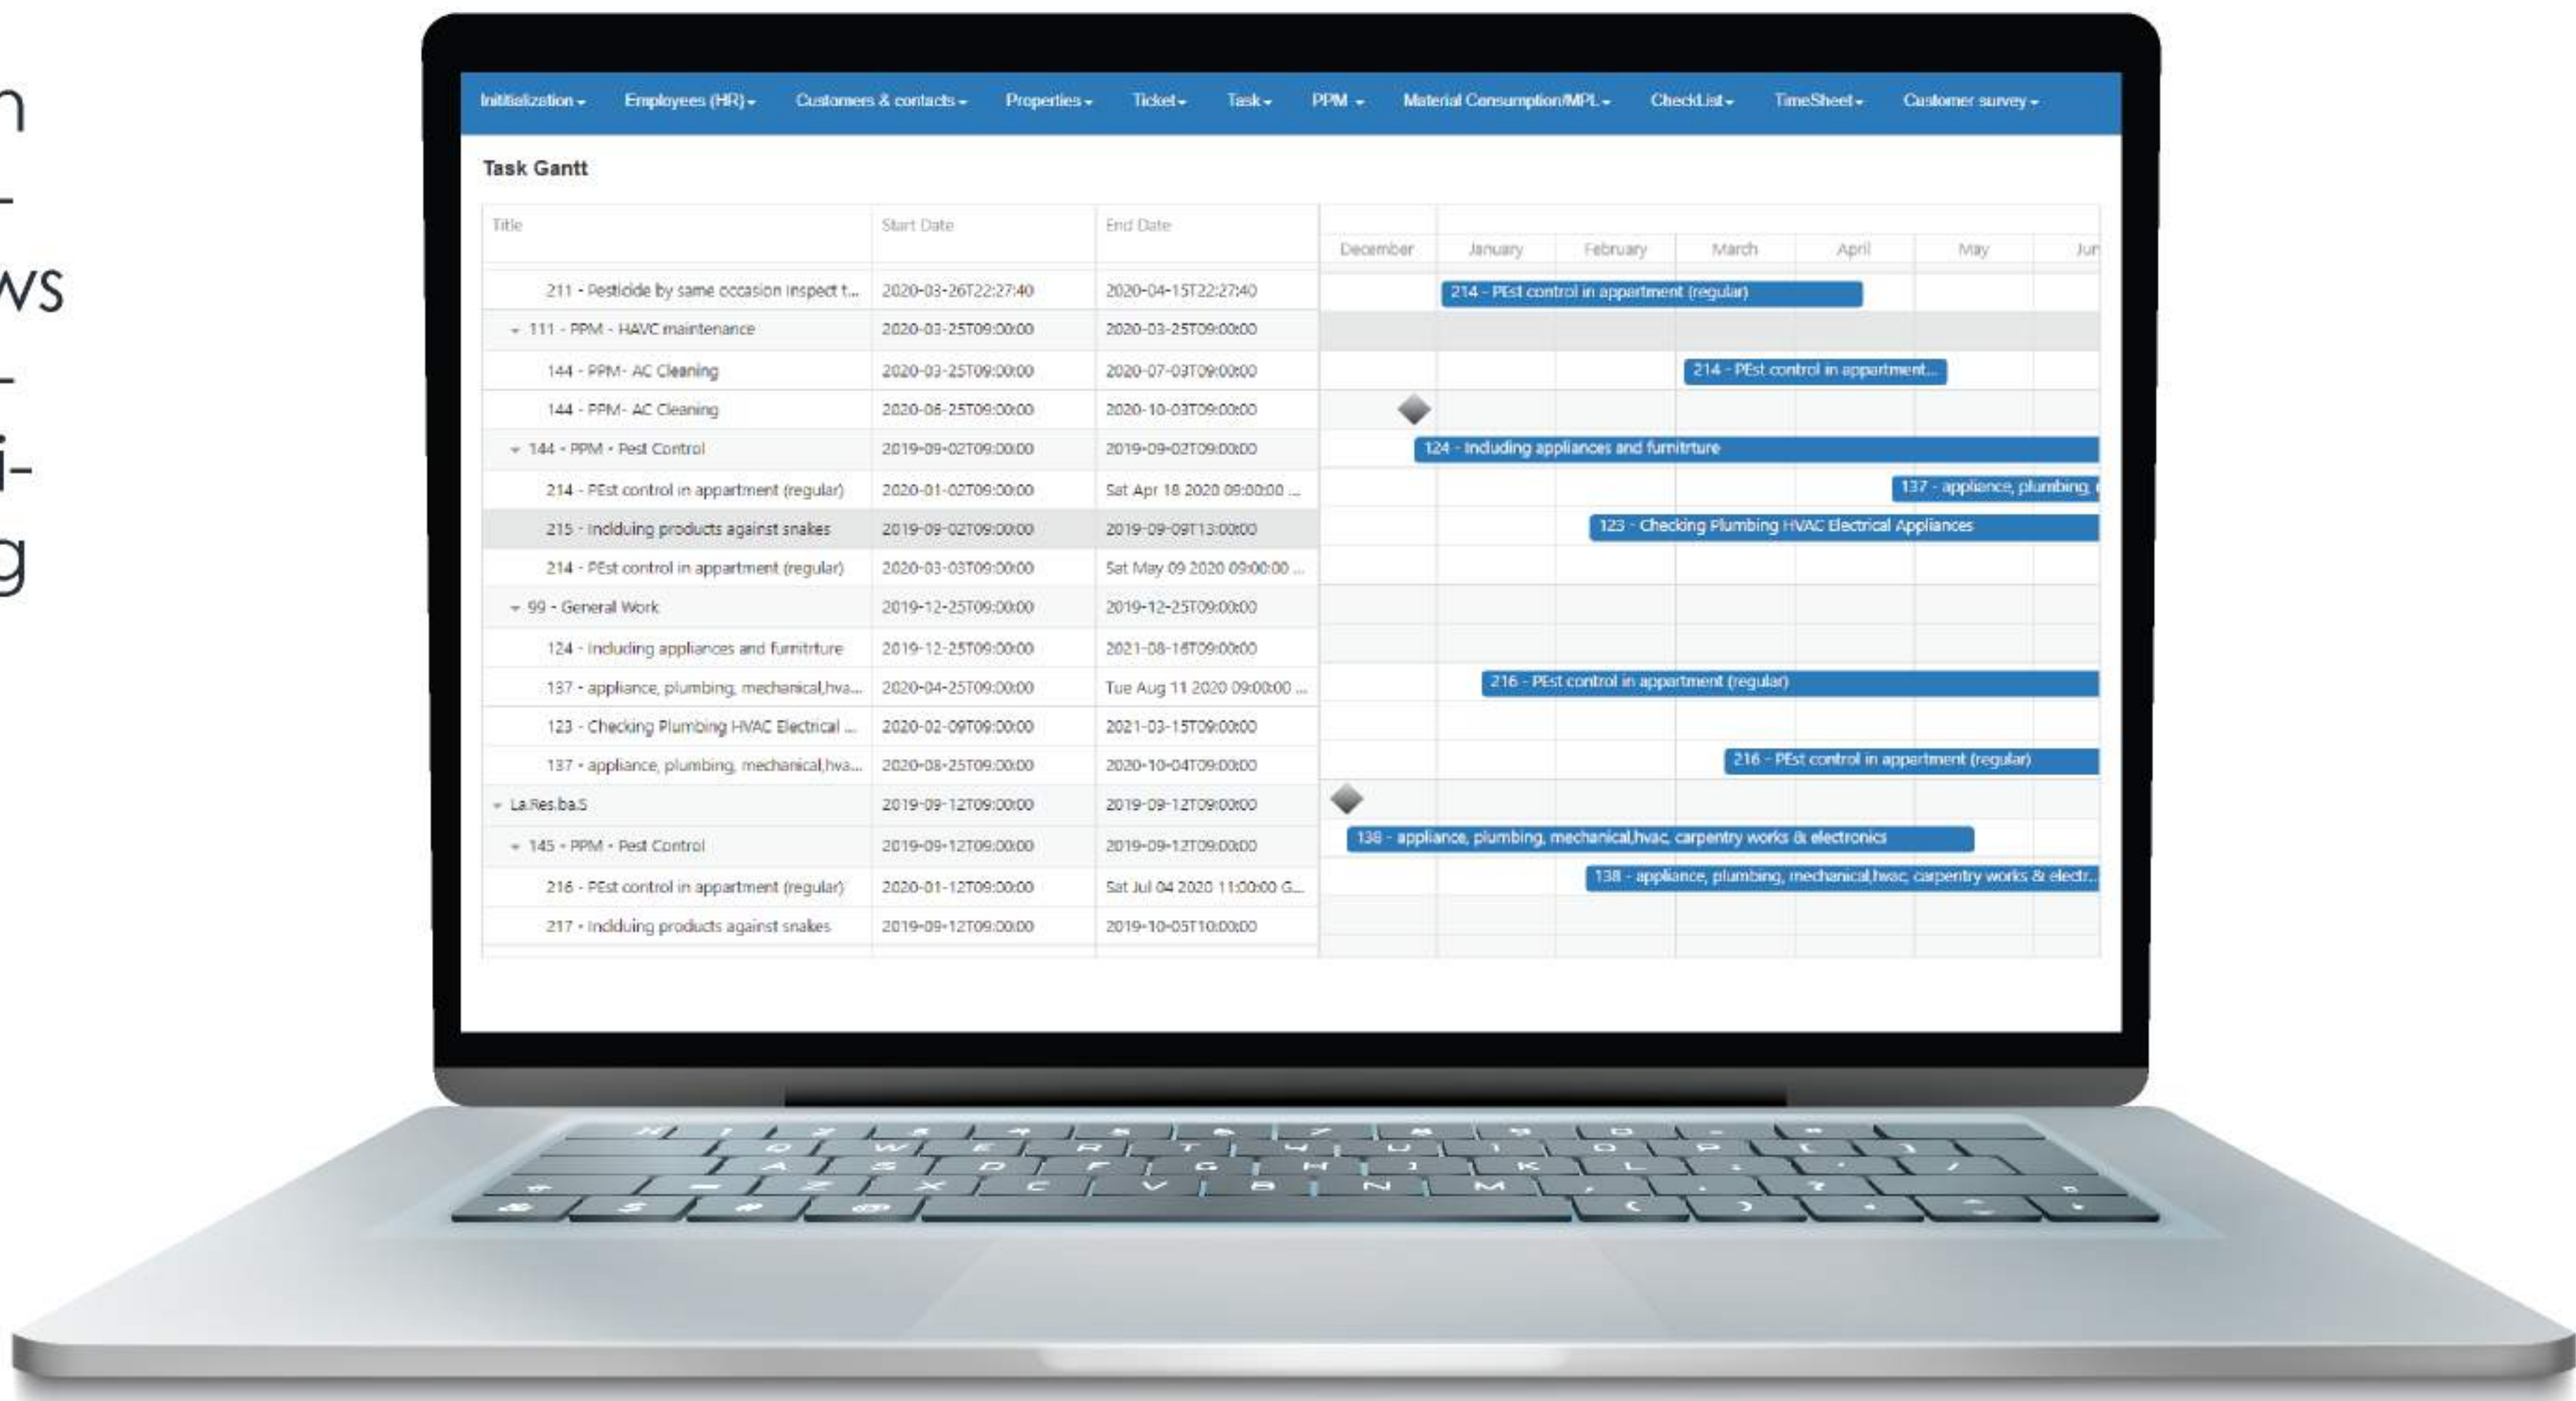 n
-
ws
-
i-
g
Inititialization Employees (HR) Customers & contacts Properties Ticket Task PPM Material Consumption/MPL CheckList TimeSheet Customer survey
Task Gantt
Title Start Date End Date
December January February March April May Jun
211 - Pesticide by same occasion inspect t... 2020-03-26T22:27:40 2020-04-15T22:27:40 214 - PEst control in appartment (regular)
111 - PPM - HAVC maintenance 2020-03-25T09:00:00 2020-03-25T09:00:00
144 - PPM- AC Cleaning 2020-03-25T09:00:00 2020-07-03T09:00:00 214 - PEst control in appartment...
144 - PPM- AC Cleaning 2020-06-25T09:00:00 2020-10-03T09:00:00
144 - PPM - Pest Control 2019-09-02T09:00:00 2019-09-02T09:00:00 124 - Including appliances and furnitrture
214 - PEst control in appartment (regular) 2020-01-02T09:00:00 Sat Apr 18 2020 09:00:00 ... 137 - appliance, plumbing,
215 - Inclduing products against snakes 2019-09-02T09:00:00 2019-09-09T13:00:00 123 - Checking Plumbing HVAC Electrical Appliances
214 - PEst control in appartment (regular) 2020-03-03T09:00:00 Sat May 09 2020 09:00:00 ...
99 - General Work 2019-12-25T09:00:00 2019-12-25T09:00:00
124 - Including appliances and furnitrture 2019-12-25T09:00:00 2021-08-16T09:00:00
137 - appliance, plumbing, mechanical,hva... 2020-04-25T09:00:00 Tue Aug 11 2020 09:00:00 ... 216 - PEst control in appartment (regular)
123 - Checking Plumbing HVAC Electrical ... 2020-02-09T09:00:00 2021-03-15T09:00:00
137 - appliance, plumbing, mechanical,hva... 2020-08-25T09:00:00 2020-10-04T09:00:00 216 - PEst control in appartment (regular)
La.Res.ba.S 2019-09-12T09:00:00 2019-09-12T09:00:00
145 - PPM - Pest Control 2019-09-12T09:00:00 2019-09-12T09:00:00 138 - appliance, plumbing, mechanical,hvac, carpentry works & electronics
216 - PEst control in appartment (regular) 2020-01-12T09:00:00 Sat Jul 04 2020 11:00:00 G... 138 - appliance, plumbing, mechanical,hvac, carpentry works & electr...
217 - Inclduing products against snakes 2019-09-12T09:00:00 2019-10-05T10:00:00
Q W E R T Y U I O P
A S D F G H J K L
Z X C V B N M